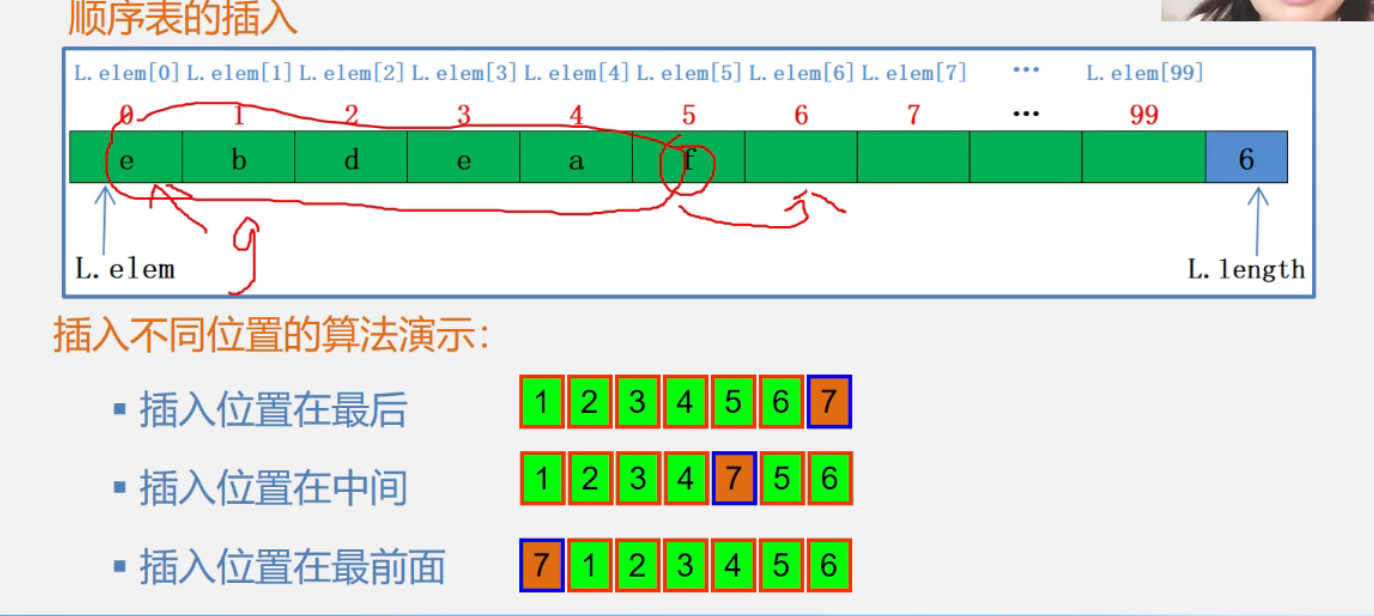 顺序表的插入
L.elem[0] L.elem[1] L.elem[2] L.elem[3] L.elem[4] L.elem[5] L.elem[6] L.elem[7] ... L.elem[99]
0 1 2 3 4 5 6 7 ... 99
e b d e a f 6
g
L.elem L.length
插入不同位置的算法演示：
▪ 插入位置在最后 1 2 3 4 5 6 7
▪ 插入位置在中间 1 2 3 4 7 5 6
▪ 插入位置在最前面 7 1 2 3 4 5 6